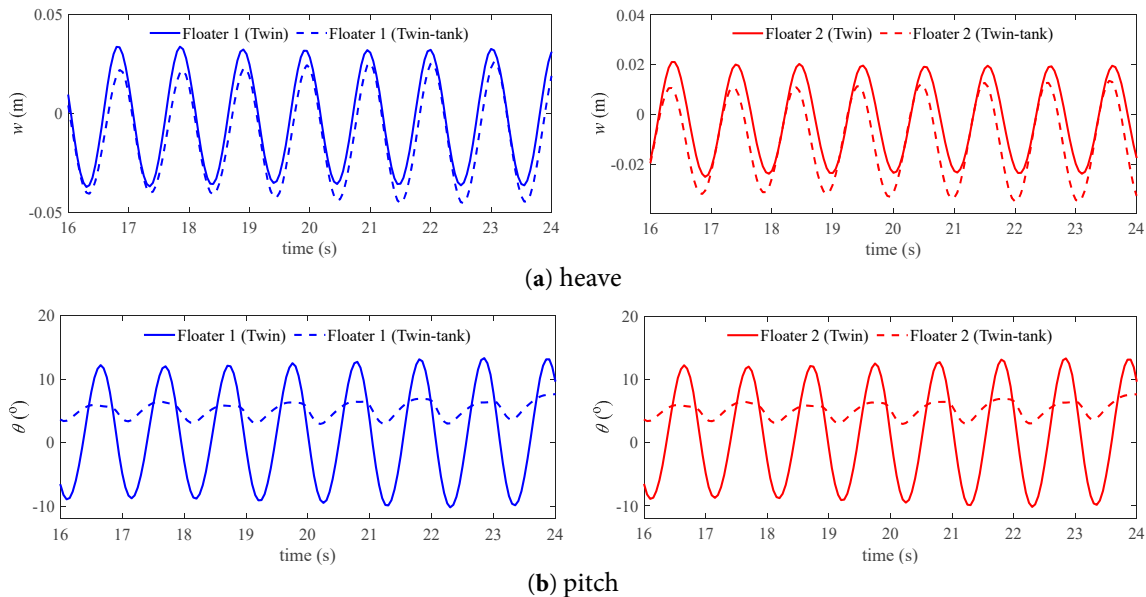 Floater 1 (Twin) Floater 1 (Twin-tank)
0.05
0
-0.05
w (m)
16 17 18 19 20 21 22 23 24
time (s)
Floater 2 (Twin) Floater 2 (Twin-tank)
0.04
0.02
0
-0.02
w (m)
16 17 18 19 20 21 22 23 24
time (s)
(a) heave
Floater 1 (Twin) Floater 1 (Twin-tank)
20
10
0
-10
θ (°)
16 17 18 19 20 21 22 23 24
time (s)
Floater 2 (Twin) Floater 2 (Twin-tank)
20
10
0
-10
θ (°)
16 17 18 19 20 21 22 23 24
time (s)
(b) pitch